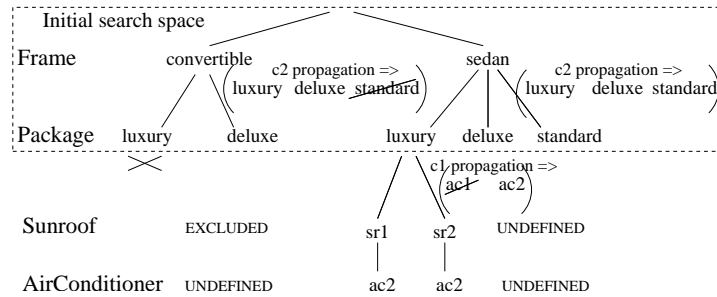 Initial search space
Frame convertible sedan
c2 propagation => c2 propagation =>
luxury deluxe standard luxury deluxe standard
Package luxury deluxe luxury deluxe standard
c1 propagation =>
ac1 ac2
Sunroof EXCLUDED sr1 sr2 UNDEFINED
AirConditioner UNDEFINED ac2 ac2 UNDEFINED